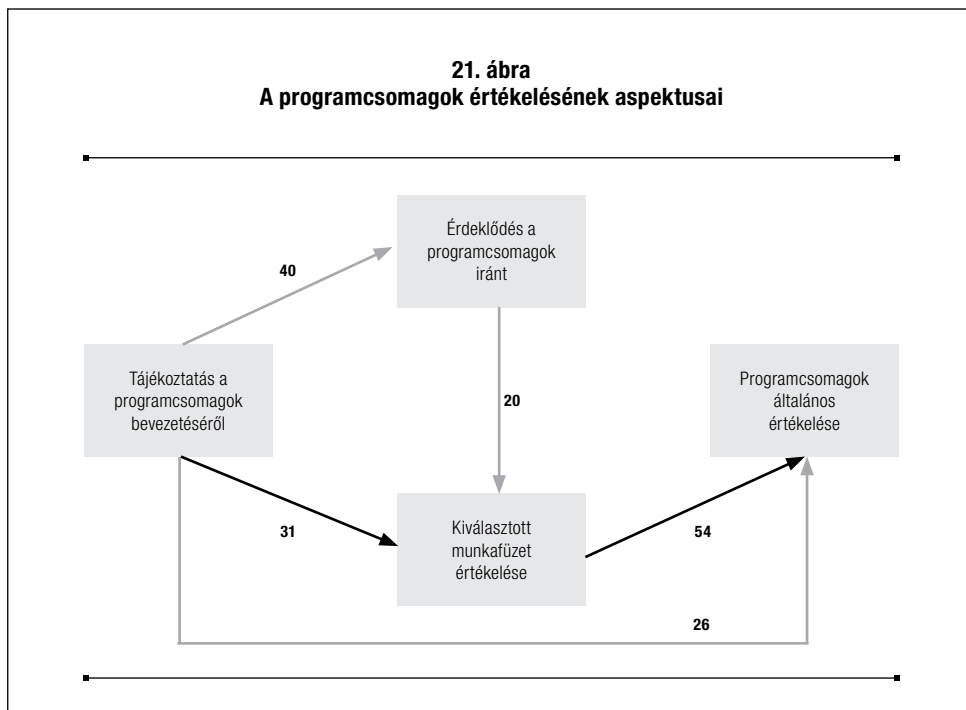 21. ábra
A programcsomagok értékelésének aspektusai
Érdeklődés a
programcsomagok
iránt
40
Tájékoztatás a
programcsomagok
bevezetéséről
20
Programcsomagok
általános
értékelése
31
Kiválasztott
munkafüzet
értékelése
54
26